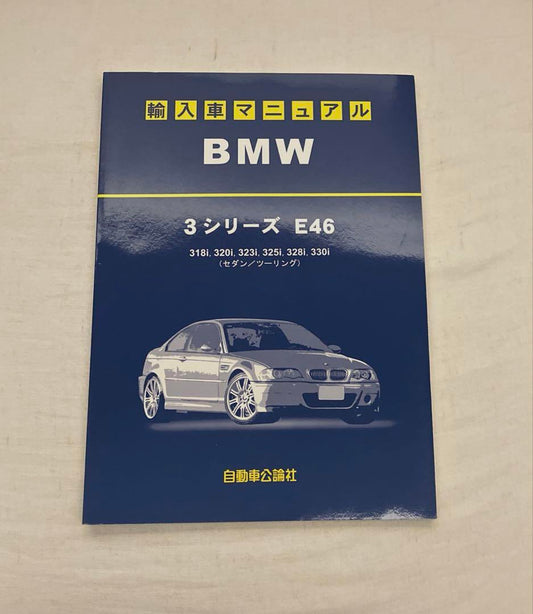 輸入車マニュアル
BMW
3シリーズ E46
318i, 320i, 323i, 325i, 328i, 330i
(セダン／ツーリング)
自動車公論社